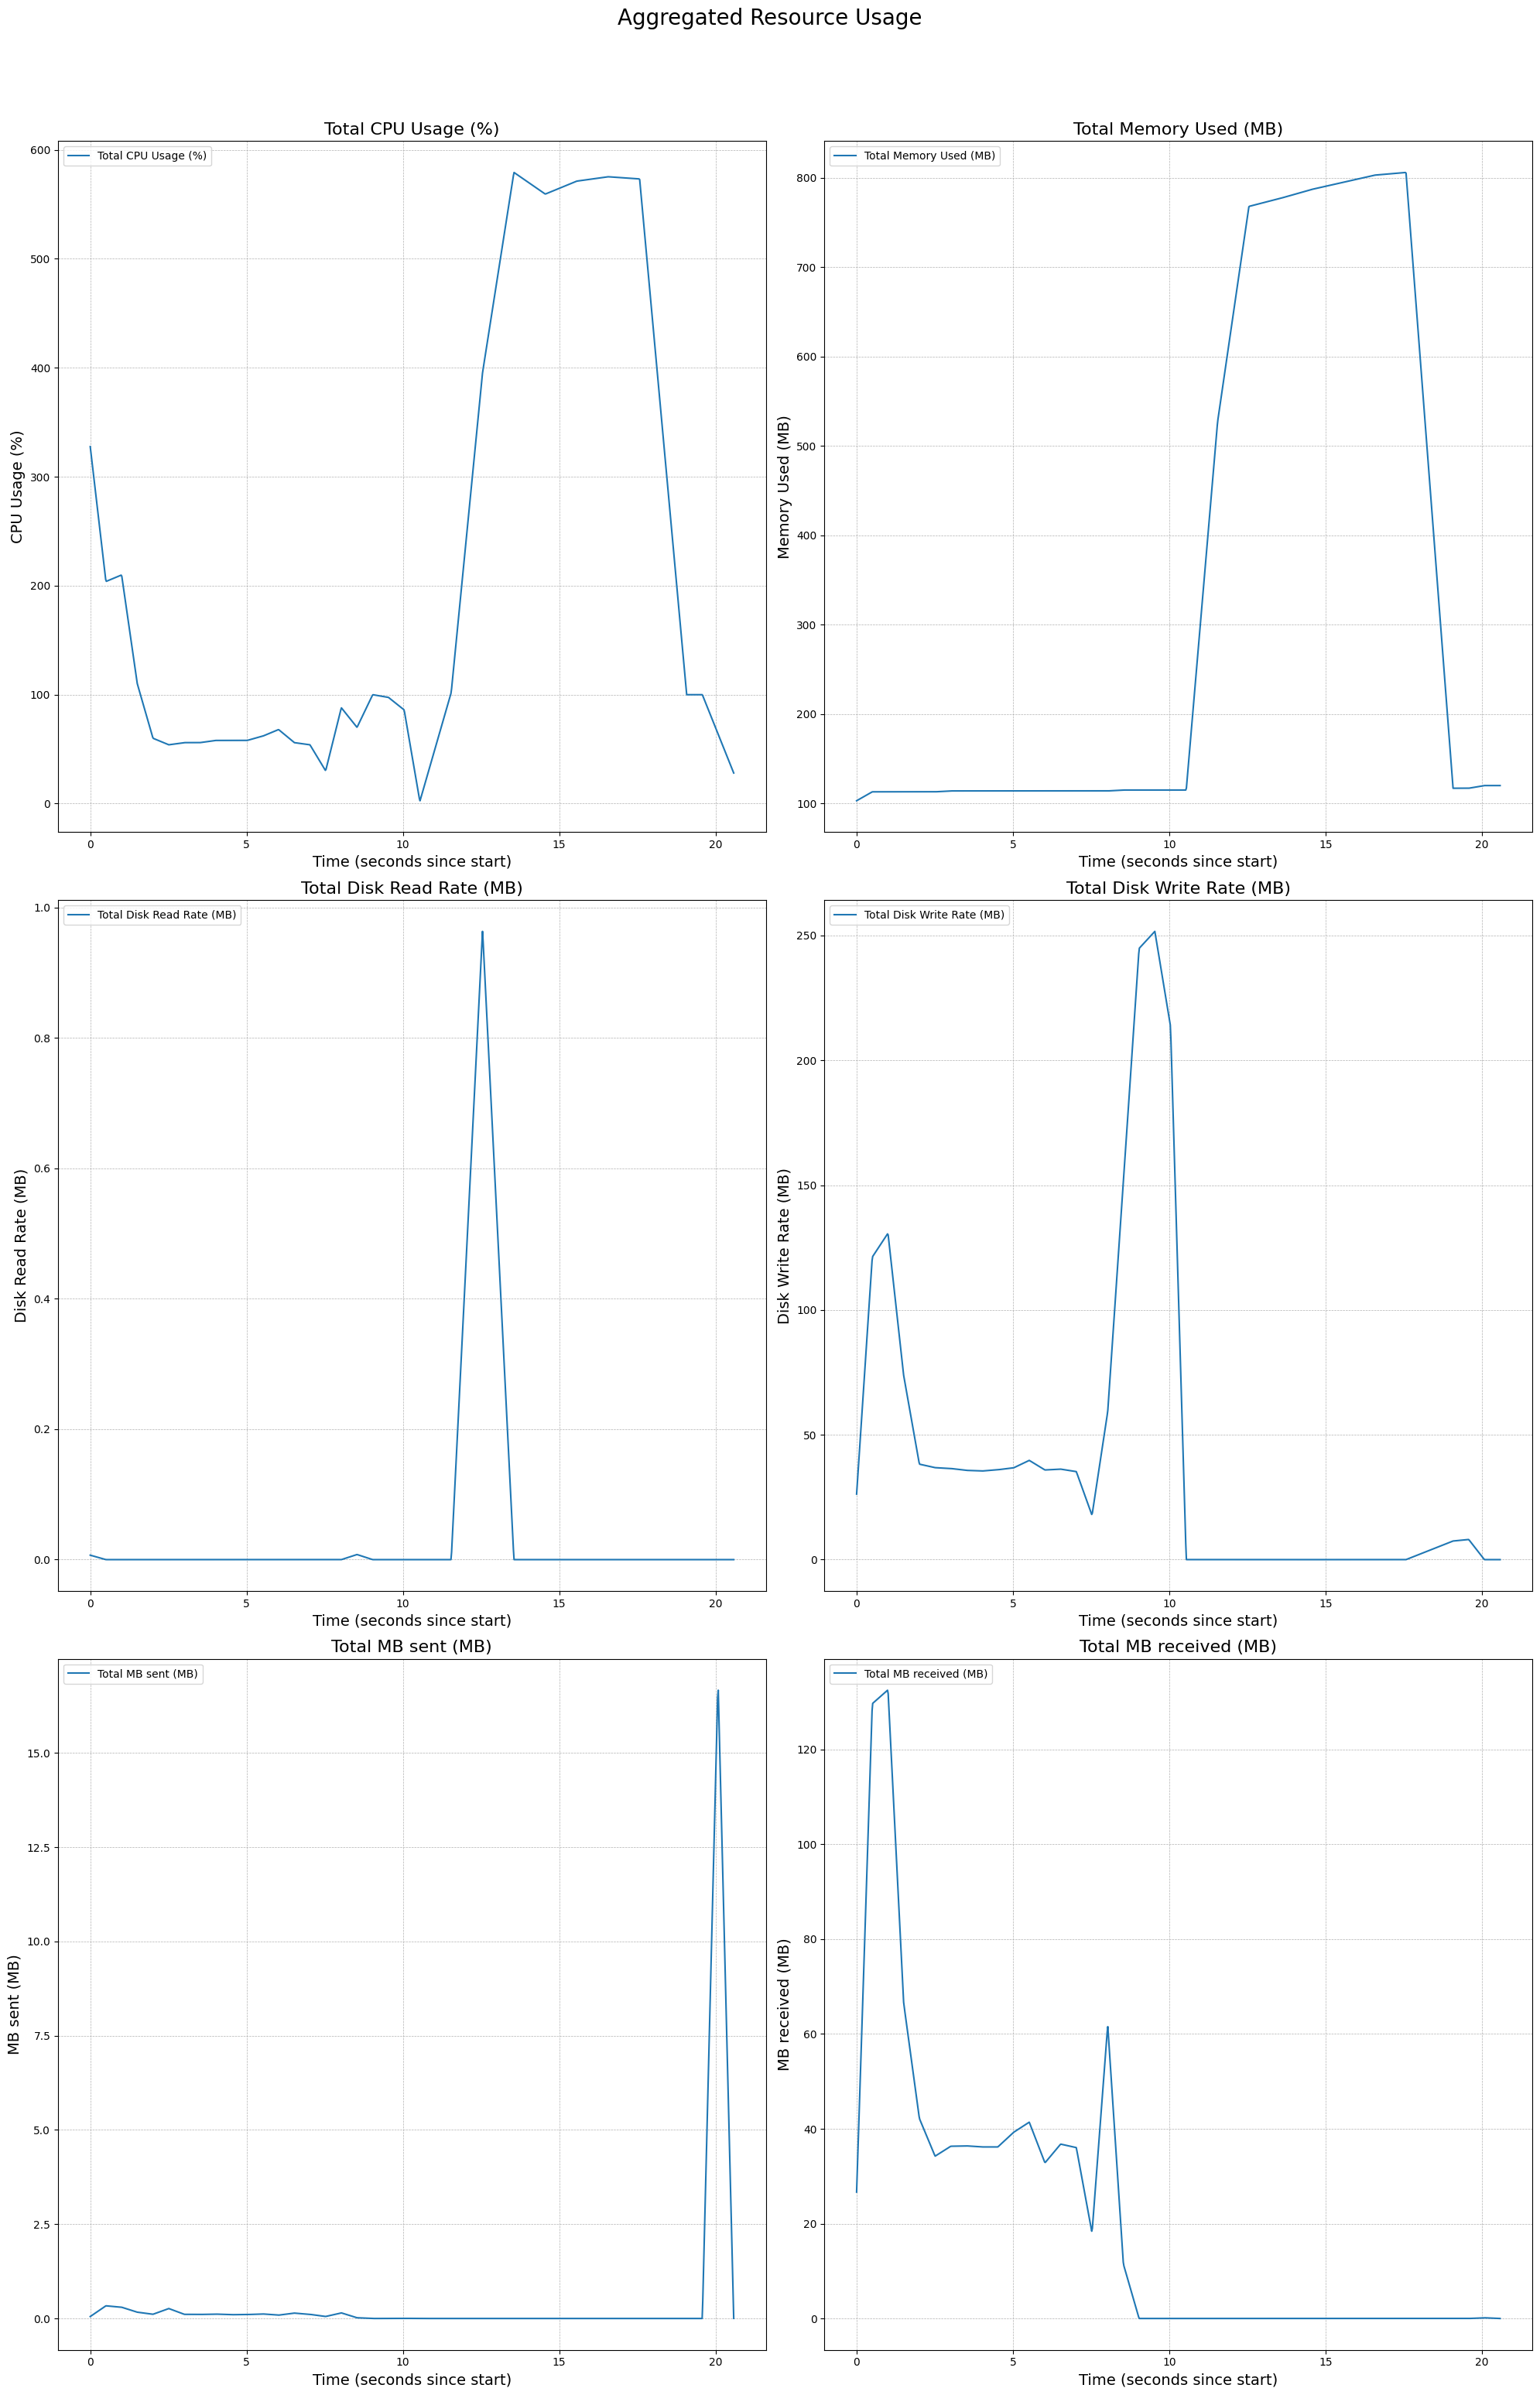 Aggregated Resource Usage
Total CPU Usage (%)
Total CPU Usage (%)
CPU Usage (%)
600
500
400
300
200
100
0
0 5 10 15 20
Time (seconds since start)
Total Memory Used (MB)
Total Memory Used (MB)
Memory Used (MB)
800
700
600
500
400
300
200
100
0 5 10 15 20
Time (seconds since start)
Total Disk Read Rate (MB)
Total Disk Read Rate (MB)
Disk Read Rate (MB)
1.0
0.8
0.6
0.4
0.2
0.0
0 5 10 15 20
Time (seconds since start)
Total Disk Write Rate (MB)
Total Disk Write Rate (MB)
Disk Write Rate (MB)
250
200
150
100
50
0
0 5 10 15 20
Time (seconds since start)
Total MB sent (MB)
Total MB sent (MB)
MB sent (MB)
15.0
12.5
10.0
7.5
5.0
2.5
0.0
0 5 10 15 20
Time (seconds since start)
Total MB received (MB)
Total MB received (MB)
MB received (MB)
120
100
80
60
40
20
0
0 5 10 15 20
Time (seconds since start)